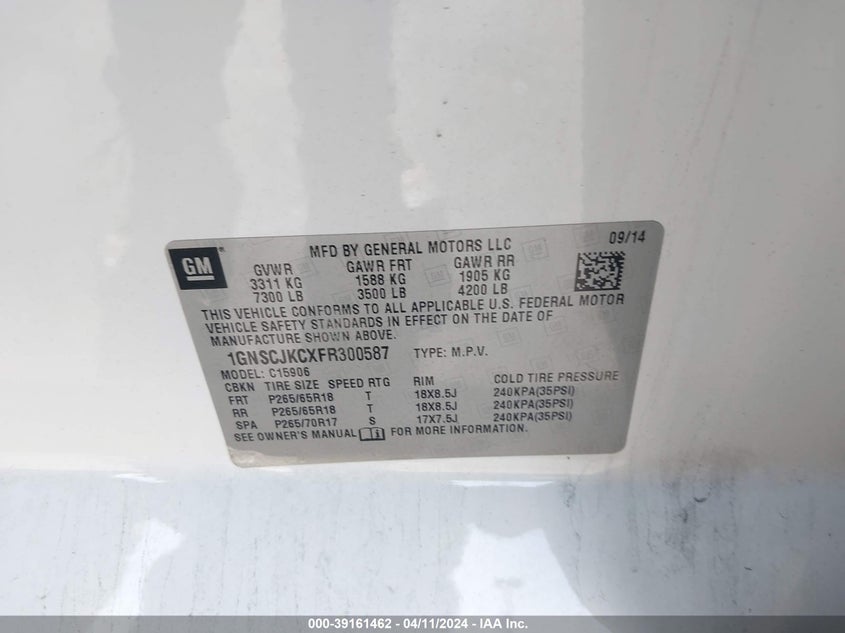 GM ® MFD BY GENERAL MOTORS LLC 09/14
GVWR GAWR FRT GAWR RR
3311 KG 1588 KG 1905 KG
7300 LB 3500 LB 4200 LB
THIS VEHICLE CONFORMS TO ALL APPLICABLE U.S. FEDERAL MOTOR
VEHICLE SAFETY STANDARDS IN EFFECT ON THE DATE OF
MANUFACTURE SHOWN ABOVE.
1GNSCJKCXFR300587 TYPE: M.P.V.
MODEL: C15906
CBKN TIRE SIZE SPEED RTG RIM COLD TIRE PRESSURE
FRT P265/65R18 T 18X8.5J 240KPA(35PSI)
RR P265/65R18 T 18X8.5J 240KPA(35PSI)
SPA P265/70R17 S 17X7.5J 240KPA(35PSI)
SEE OWNER'S MANUAL FOR MORE INFORMATION.
000-39161462 - 04/11/2024 - IAA Inc.